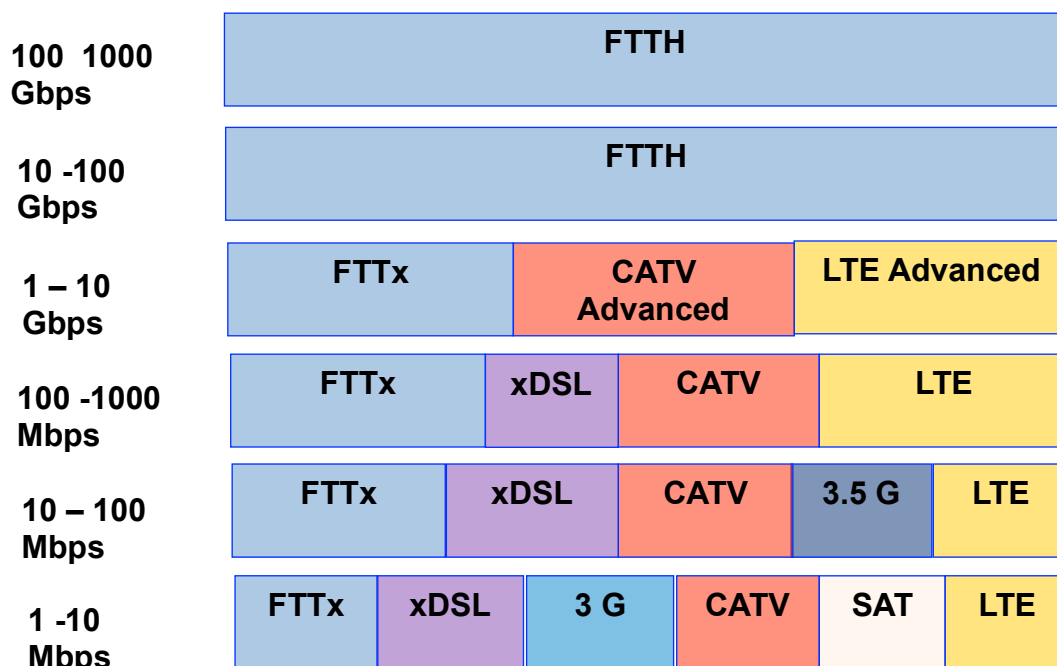 100  1000
Gbps
FTTH
10 -100
Gbps
FTTH
1 – 10
Gbps
FTTx
CATV
Advanced
LTE Advanced
100 -1000
Mbps
FTTx
xDSL
CATV
LTE
10 – 100
Mbps
FTTx
xDSL
CATV
3.5 G
LTE
1 -10
Mbps
FTTx
xDSL
3 G
CATV
SAT
LTE